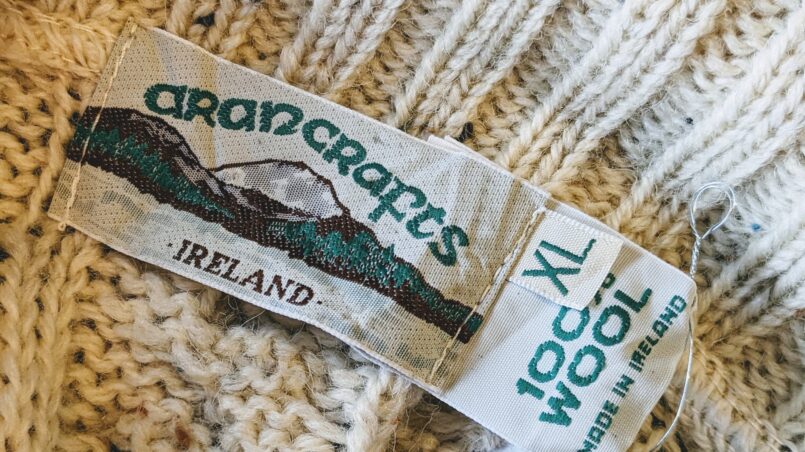 aRancRafts
·IRELAND·
XL
100%
WOOL
MADE IN IRELAND